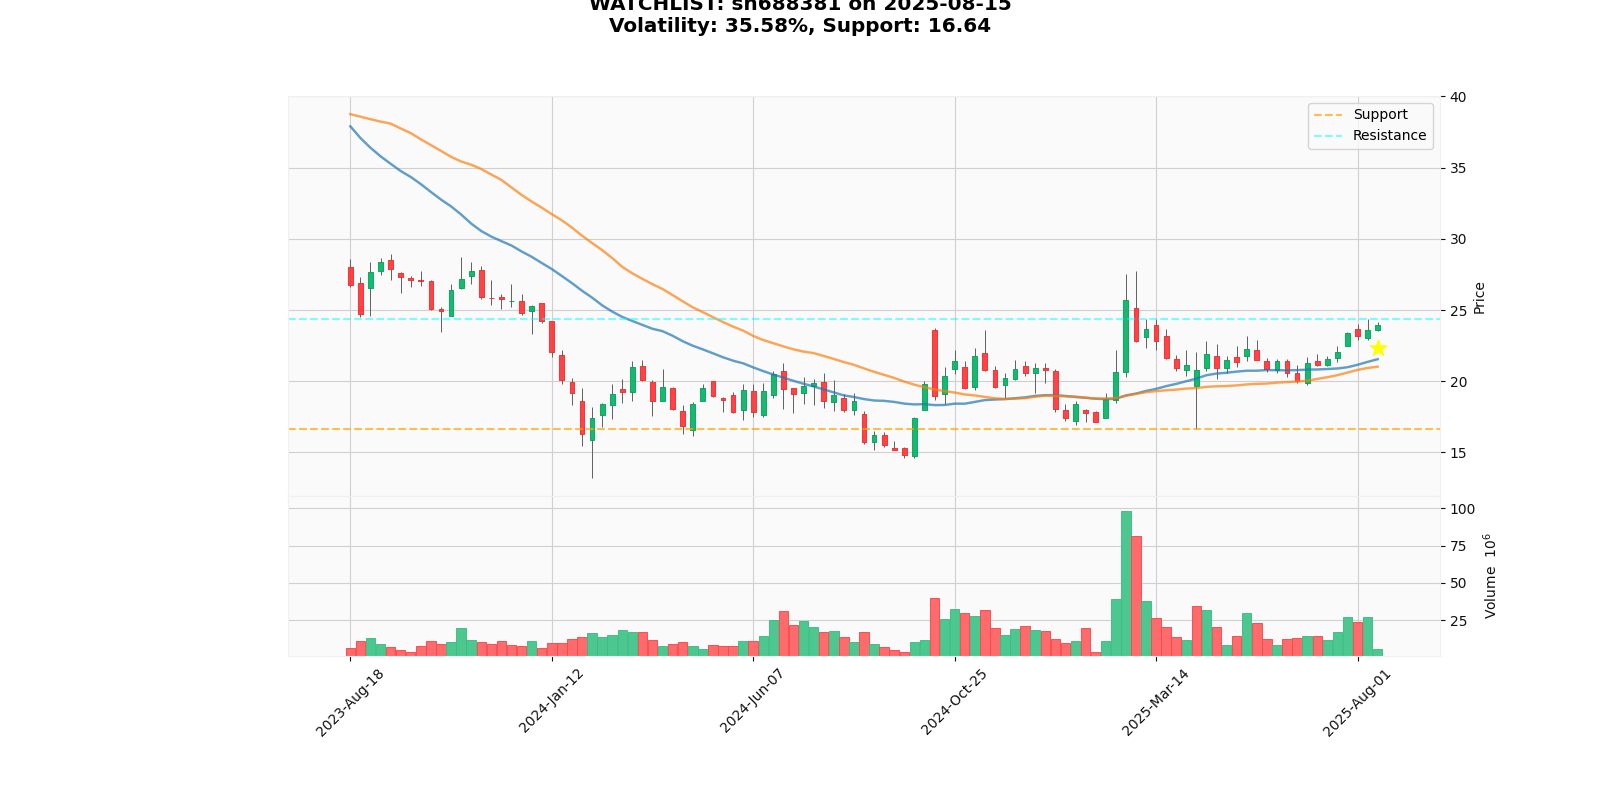 WATCHLIST: sh688381 on 2025-08-15
Volatility: 35.58%, Support: 16.64
Support
Resistance
40
35
30
25
20
15
Price
100
75
50
25
Volume 10⁶
2023-Aug-18
2024-Jan-12
2024-Jun-07
2024-Oct-25
2025-Mar-14
2025-Aug-01